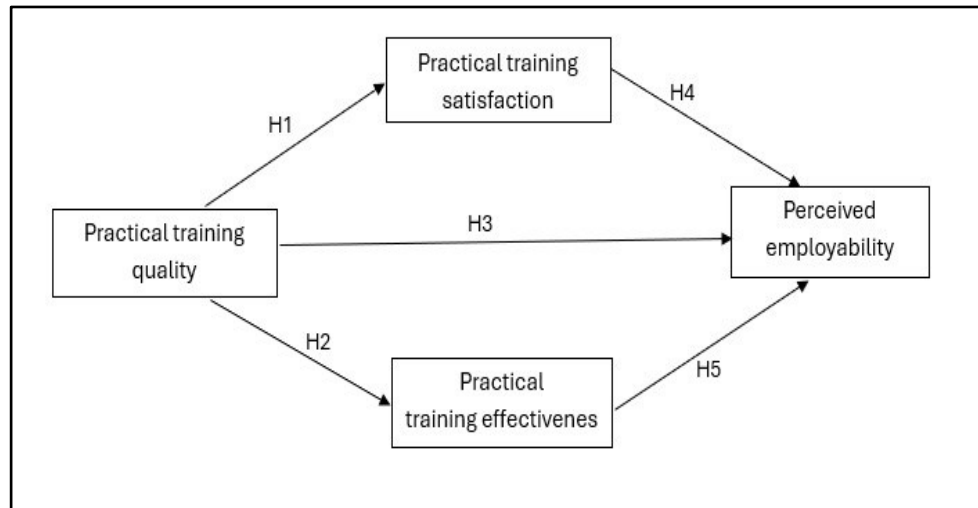 Practical training
satisfaction
H1
H4
Practical training
quality
H3
Perceived
employability
H2
H5
Practical
training effectivenes